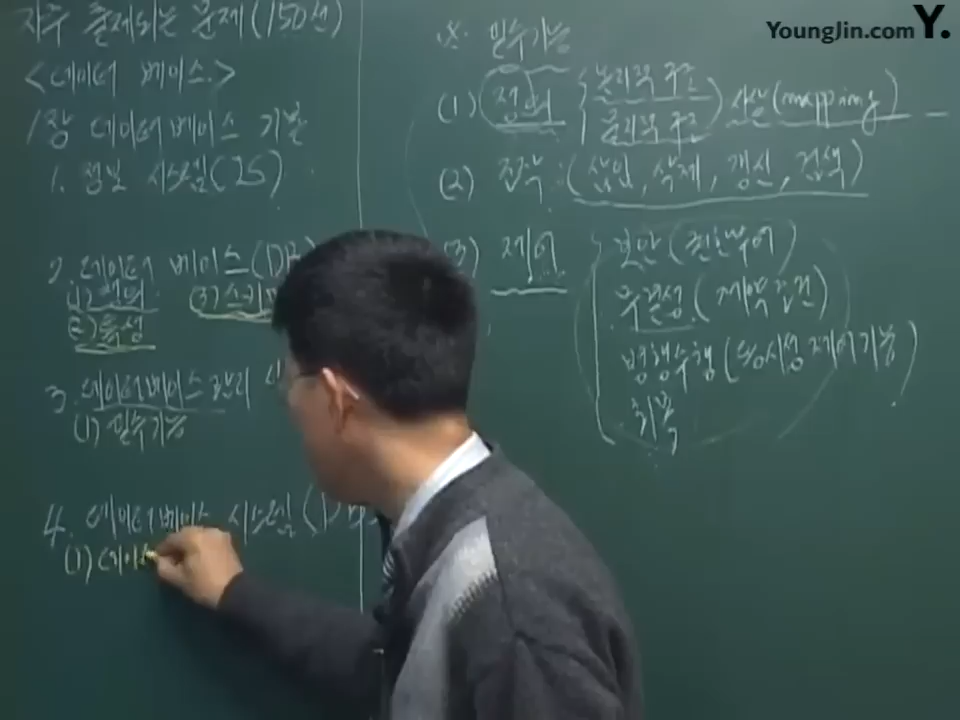 자주 출제되는 문제(150선)
<데이터 베이스>
1장 데이터베이스 기본
1. 정보 시스템(IS)
2. 데이터 베이스(DB
(1) 정의
(2) 특성
3. 데이터베이스 관리
(1) 필수기능
4. 데이터베이스 시스템(DB
(1)
※ 필수기능
(1) 정의 논리적 구조
물리적 구조
사상(mapping)
(2) 조작 : (삽입, 삭제, 갱신, 검색)
(3) 제어
보안(권한부여)
무결성(제약조건)
병행수행(동시성 제어기능)
회복
YoungJin.com Y.